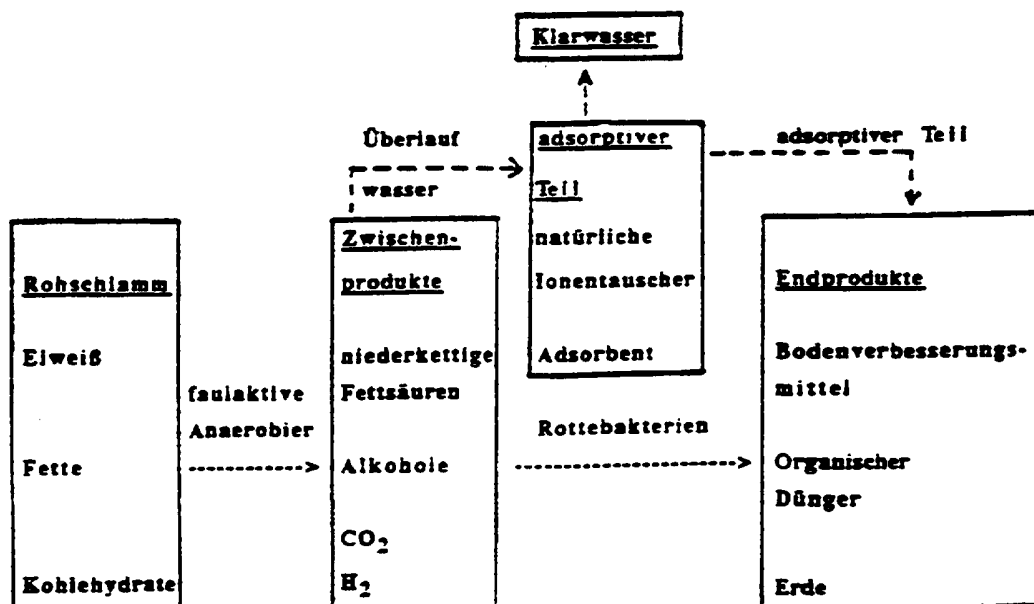 Klarwasser
Überlauf
wasser
adsorptiver
Teil
natürliche
Ionentauscher
Adsorbent
adsorptiver Teil
Rohschlamm
Eiweiß
Fette
Kohlehydrate
faulaktive
Anaerobier
Zwischen-
produkte
niederkettige
Fettsäuren
Alkohole
CO₂
H₂
Rottebakterien
Endprodukte
Bodenverbesserungs-
mittel
Organischer
Dünger
Erde